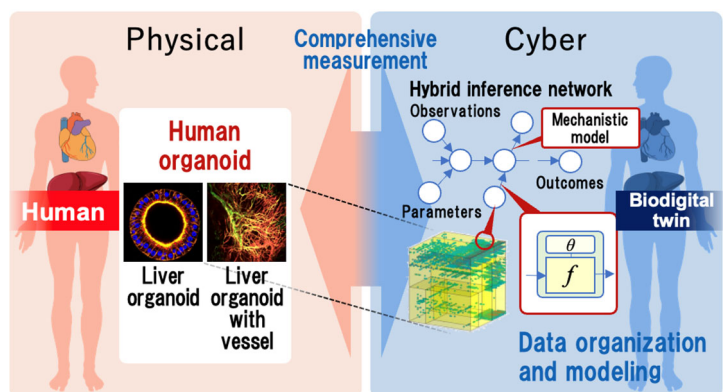 Physical
Comprehensive
measurement
Cyber
Human
organoid
Human
Liver
organoid
Liver
organoid
with
vessel
Hybrid inference network
Observations
Mechanistic
model
Outcomes
Parameters
Biodigital
twin
θ
f
Data organization
and modeling